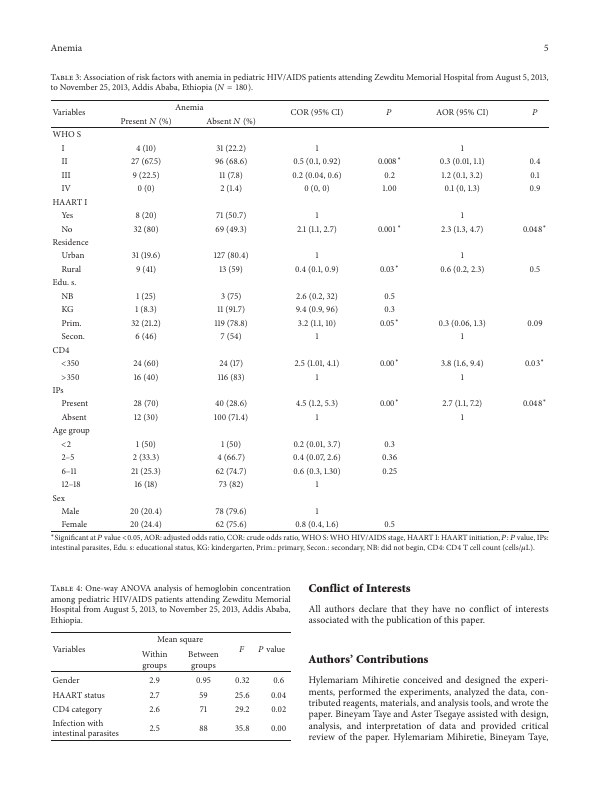 Anemia 5
TABLE 3: Association of risk factors with anemia in pediatric HIV/AIDS patients attending Zewditu Memorial Hospital from August 5, 2013,
to November 25, 2013, Addis Ababa, Ethiopia (N = 180).
Variables Anemia COR (95% CI) P AOR (95% CI) P
Present N (%) Absent N (%)
WHO S
I 4 (10) 31 (22.2) 1 1
II 27 (67.5) 96 (68.6) 0.5 (0.1, 0.92) 0.008* 0.3 (0.01, 1.1) 0.4
III 9 (22.5) 11 (7.8) 0.2 (0.04, 0.6) 0.2 1.2 (0.1, 3.2) 0.1
IV 0 (0) 2 (1.4) 0 (0, 0) 1.00 0.1 (0, 1.3) 0.9
HAART I
Yes 8 (20) 71 (50.7) 1 1
No 32 (80) 69 (49.3) 2.1 (1.1, 2.7) 0.001* 2.3 (1.3, 4.7) 0.048*
Residence
Urban 31 (19.6) 127 (80.4) 1 1
Rural 9 (41) 13 (59) 0.4 (0.1, 0.9) 0.03* 0.6 (0.2, 2.3) 0.5
Edu. s.
NB 1 (25) 3 (75) 2.6 (0.2, 32) 0.5
KG 1 (8.3) 11 (91.7) 9.4 (0.9, 96) 0.3
Prim. 32 (21.2) 119 (78.8) 3.2 (1.1, 10) 0.05* 0.3 (0.06, 1.3) 0.09
Secon. 6 (46) 7 (54) 1 1
CD4
<350 24 (60) 24 (17) 2.5 (1.01, 4.1) 0.00* 3.8 (1.6, 9.4) 0.03*
>350 16 (40) 116 (83) 1 1
IPs
Present 28 (70) 40 (28.6) 4.5 (1.2, 5.3) 0.00* 2.7 (1.1, 7.2) 0.048*
Absent 12 (30) 100 (71.4) 1 1
Age group
<2 1 (50) 1 (50) 0.2 (0.01, 3.7) 0.3
2–5 2 (33.3) 4 (66.7) 0.4 (0.07, 2.6) 0.36
6–11 21 (25.3) 62 (74.7) 0.6 (0.3, 1.30) 0.25
12–18 16 (18) 73 (82) 1
Sex
Male 20 (20.4) 78 (79.6) 1
Female 20 (24.4) 62 (75.6) 0.8 (0.4, 1.6) 0.5
*Significant at P value <0.05, AOR: adjusted odds ratio, COR: crude odds ratio, WHO S: WHO HIV/AIDS stage, HAART I: HAART initiation, P: P value, IPs:
intestinal parasites, Edu. s: educational status, KG: kindergarten, Prim.: primary, Secon.: secondary, NB: did not begin, CD4: CD4 T cell count (cells/μL).
TABLE 4: One-way ANOVA analysis of hemoglobin concentration
among pediatric HIV/AIDS patients attending Zewditu Memorial
Hospital from August 5, 2013, to November 25, 2013, Addis Ababa,
Ethiopia.
Variables Mean square F P value
Within groups Between groups
Gender 2.9 0.95 0.32 0.6
HAART status 2.7 59 25.6 0.04
CD4 category 2.6 71 29.2 0.02
Infection with
intestinal parasites 2.5 88 35.8 0.00
Conflict of Interests
All authors declare that they have no conflict of interests
associated with the publication of this paper.
Authors' Contributions
Hylemariam Mihiretie conceived and designed the experi-
ments, performed the experiments, analyzed the data, con-
tributed reagents, materials, and analysis tools, and wrote the
paper. Bineyam Taye and Aster Tsegaye assisted with design,
analysis, and interpretation of data and provided critical
review of the paper. Hylemariam Mihiretie, Bineyam Taye,